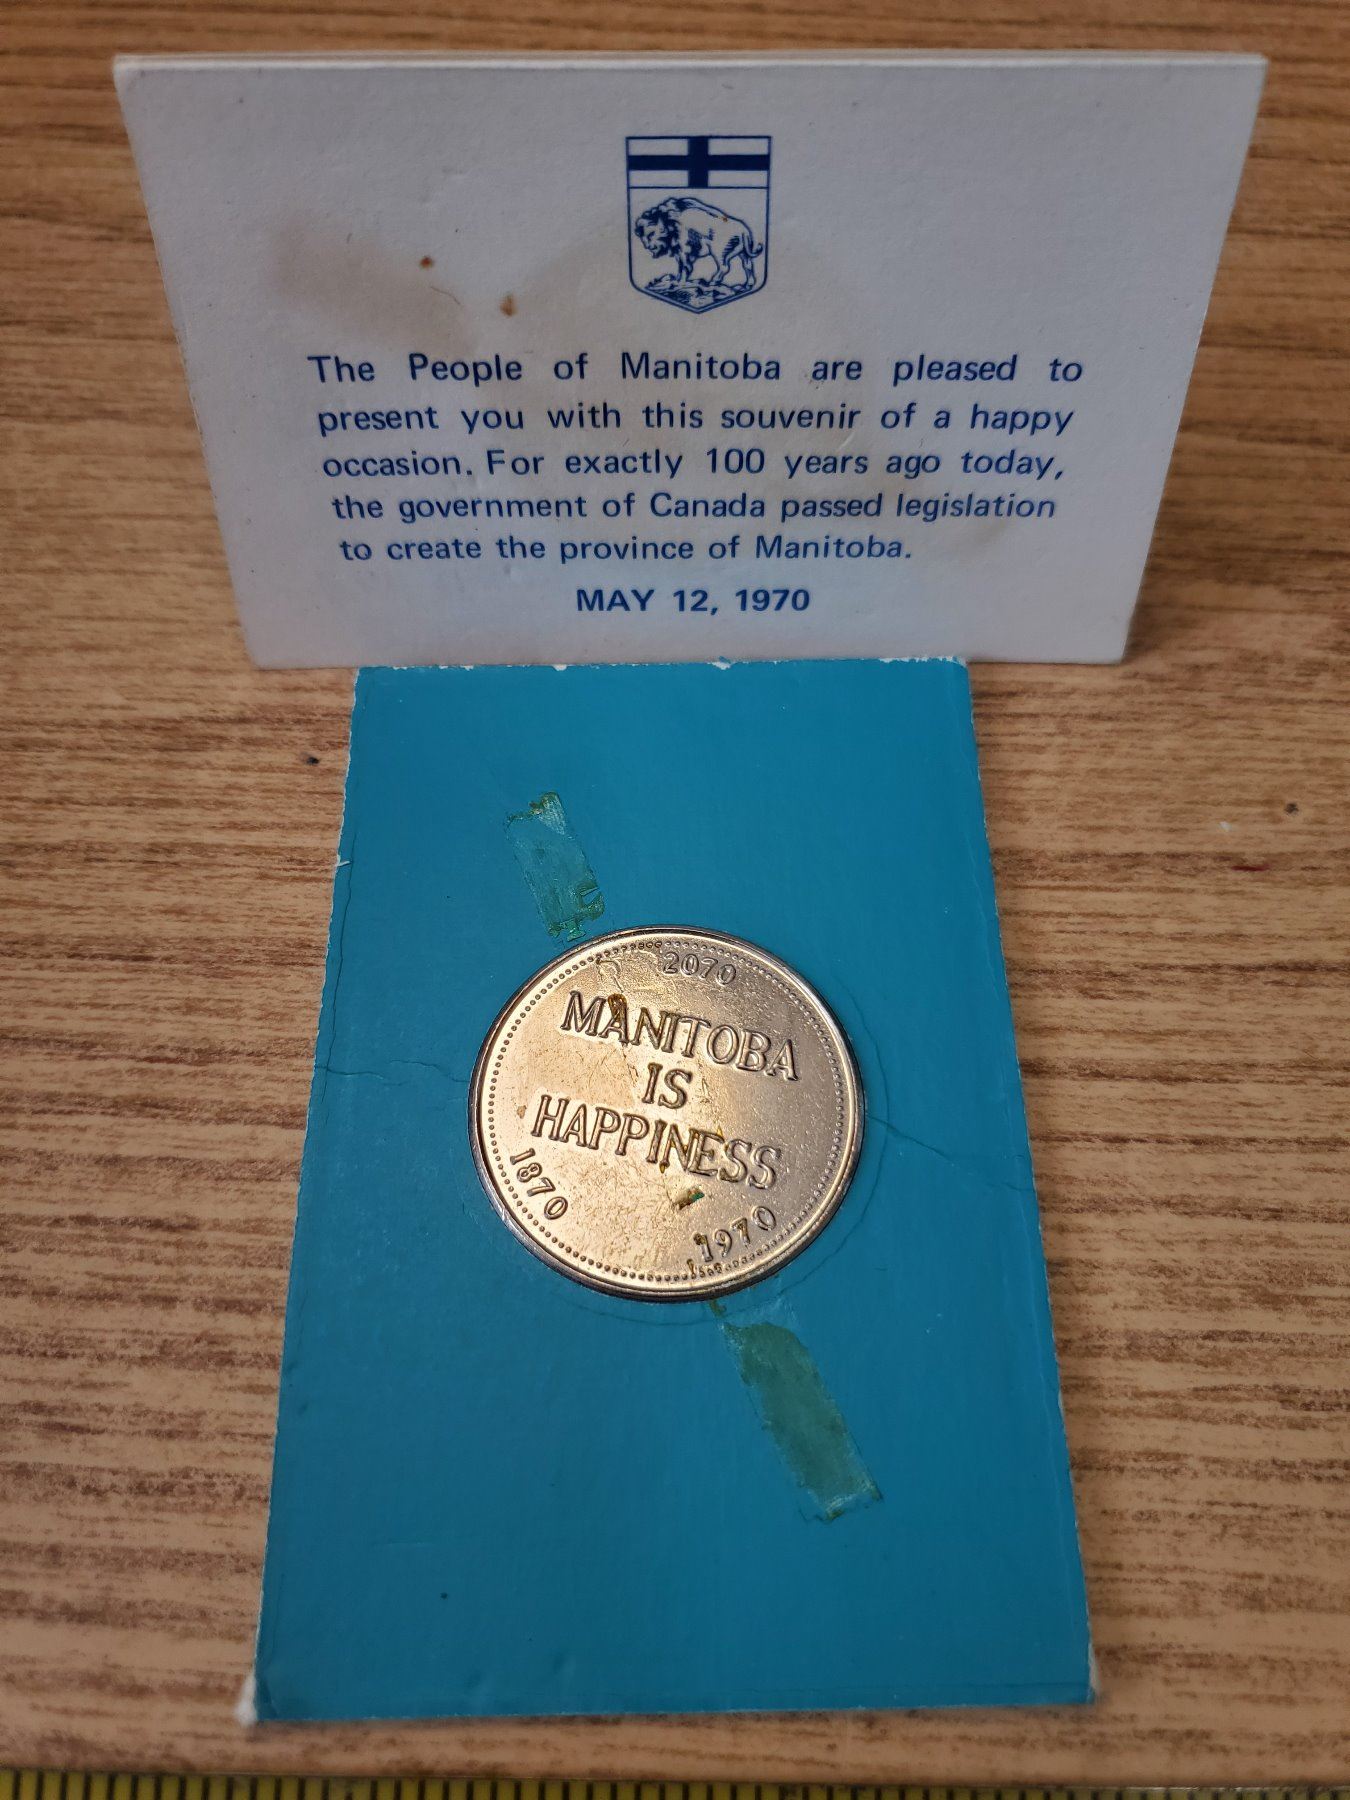 The People of Manitoba are pleased to
present you with this souvenir of a happy
occasion. For exactly 100 years ago today,
the government of Canada passed legislation
to create the province of Manitoba.
MAY 12, 1970
2070
MANITOBA
IS
HAPPINESS
1870
1970